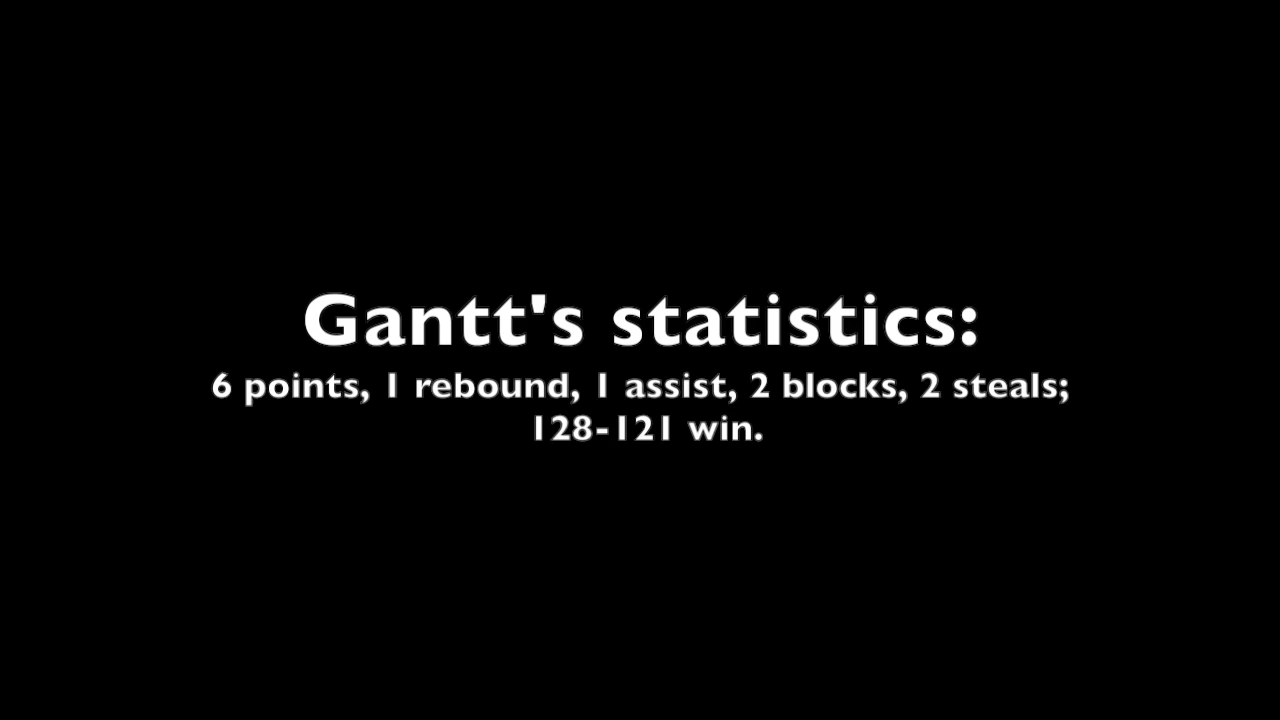 Gantt's statistics:
6 points, 1 rebound, 1 assist, 2 blocks, 2 steals;
128-121 win.